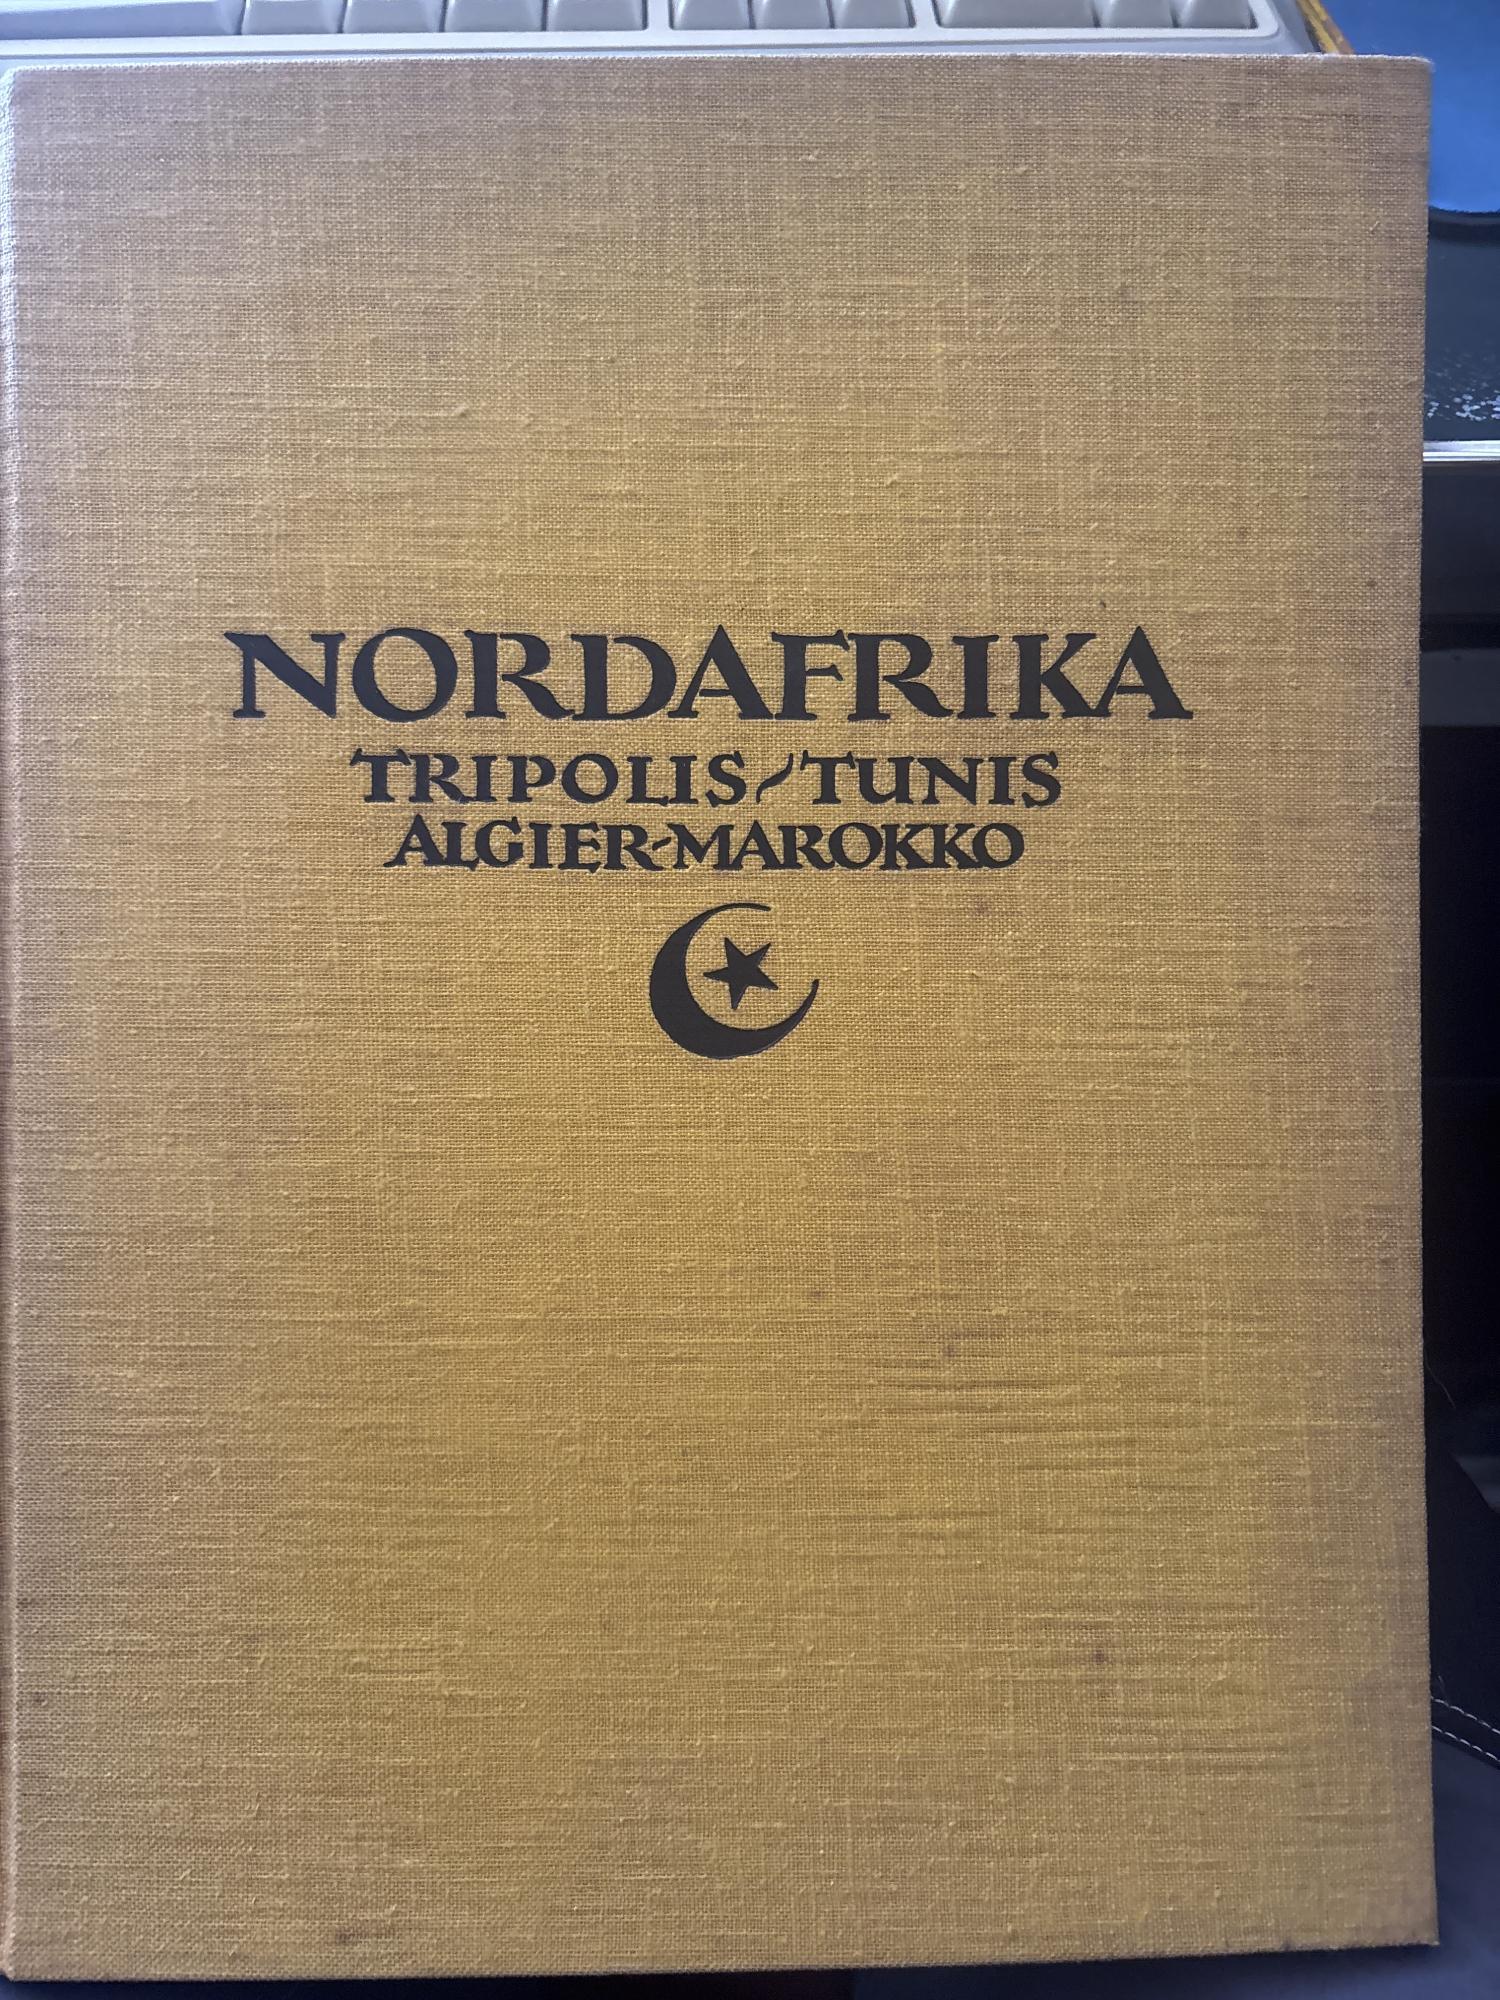 NORDAFRIKA
TRIPOLIS / TUNIS
ALGIER-MAROKKO